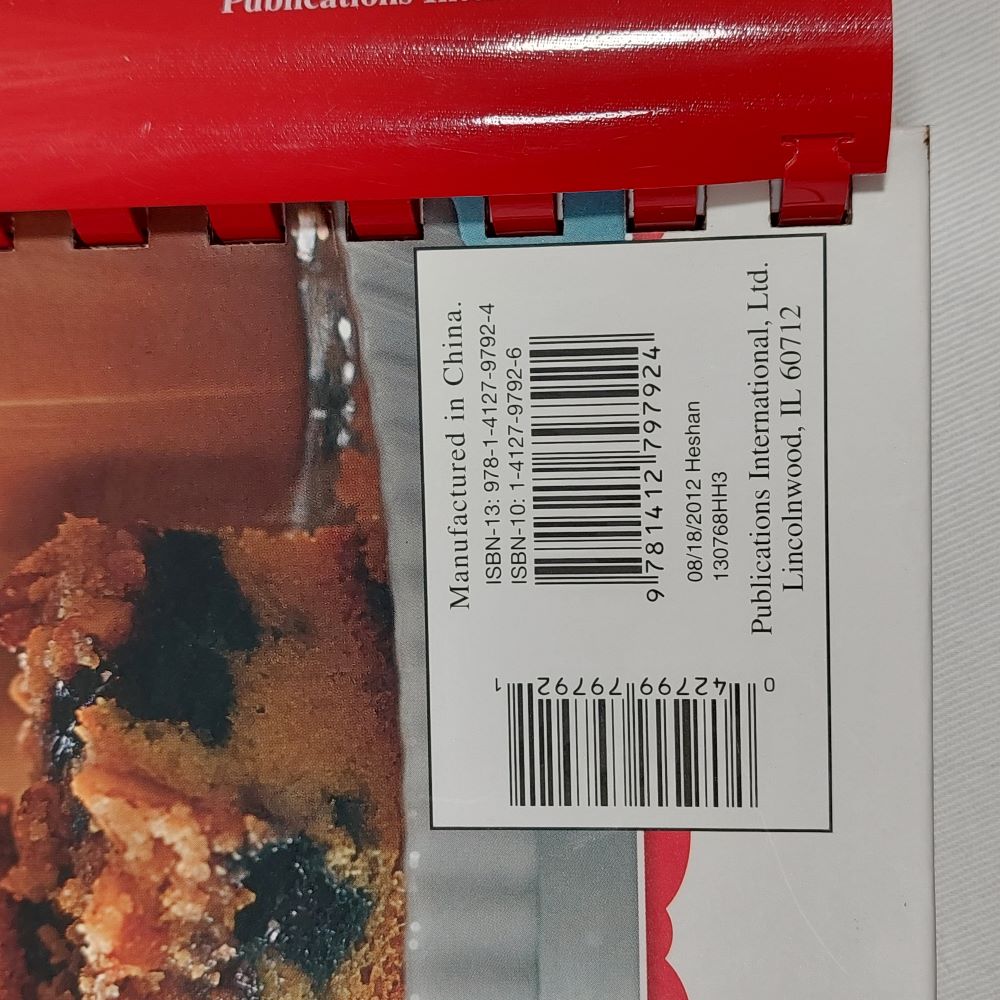 Publications
Manufactured in China.
ISBN-13: 978-1-4127-9792-4
ISBN-10: 1-4127-9792-6
9 781412 797924
08/18/2012 Heshan
130768HH3
Publications International, Ltd.
Lincolnwood, IL 60712
0 42799 79792 1